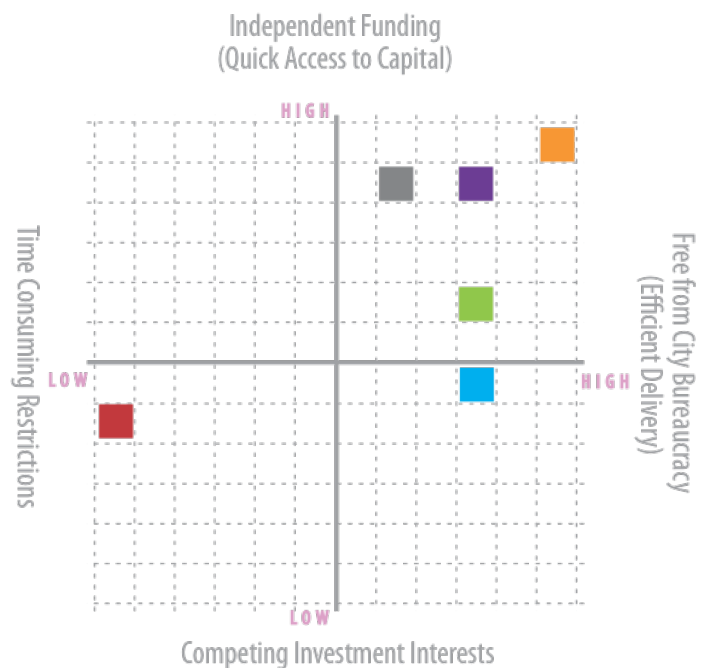 Independent Funding
(Quick Access to Capital)
HIGH
Time Consuming Restrictions
Free from City Bureaucracy
(Efficient Delivery)
LOW
HIGH
LOW
Competing Investment Interests